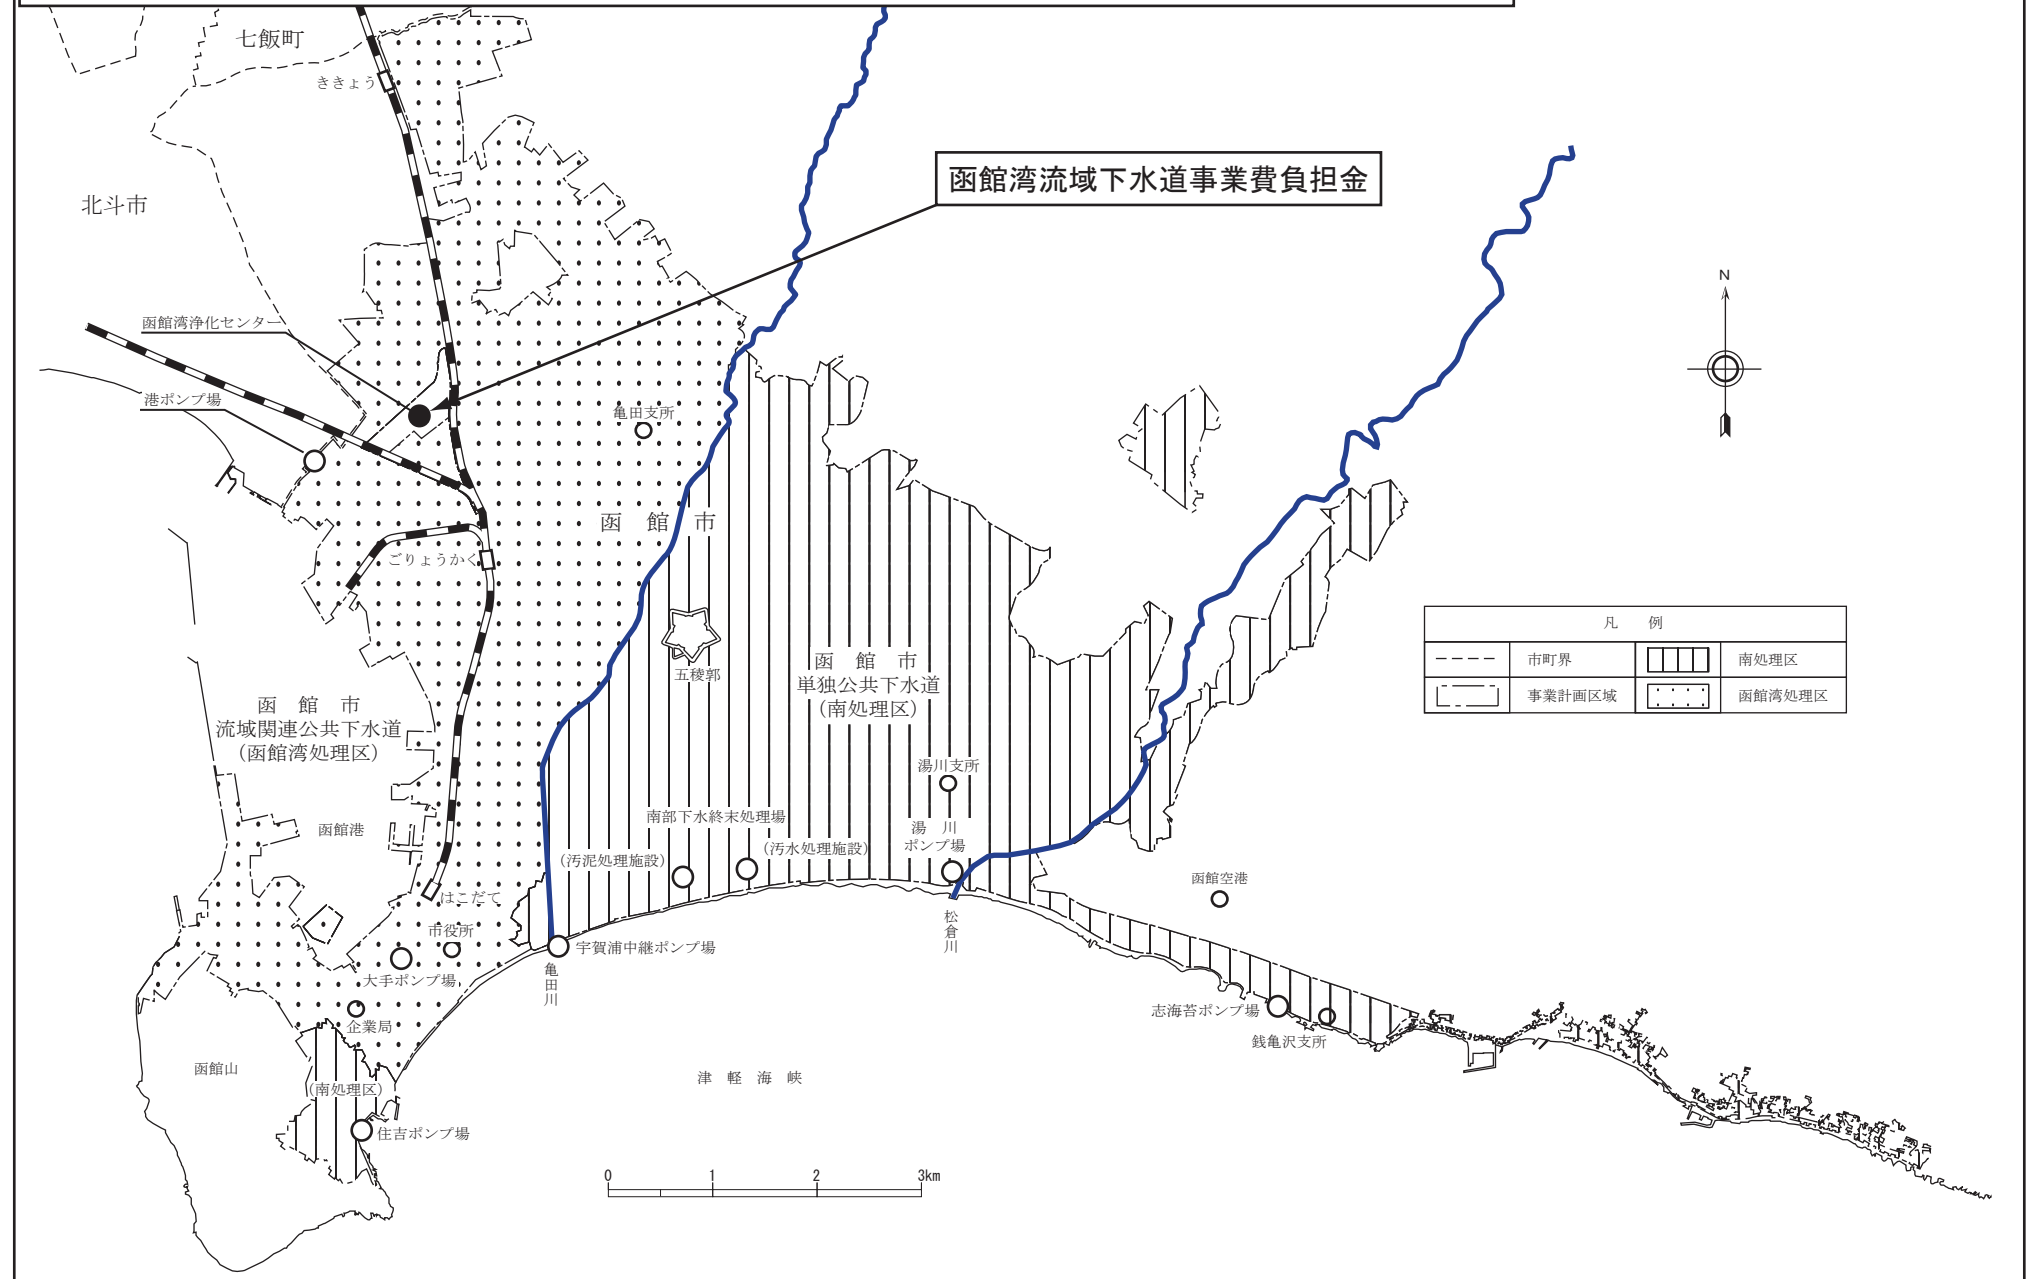 七飯町
ききょう
北斗市
函館湾流域下水道事業費負担金
N
函館湾浄化センター
港ポンプ場
亀田支所
函館市
ごりょうかく
五稜郭
函館市
単独公共下水道
(南処理区)
凡例
市町界
南処理区
事業計画区域
函館湾処理区
函館市
流域関連公共下水道
(函館湾処理区)
函館港
湯川支所
南部下水終末処理場
(汚泥処理施設)
(汚水処理施設)
湯川
ポンプ場
函館空港
はこだて
市役所
大手ポンプ場
宇賀浦中継ポンプ場
亀田川
松倉川
企業局
志海苔ポンプ場
銭亀沢支所
函館山
(南処理区)
津軽海峡
住吉ポンプ場
0 1 2 3km